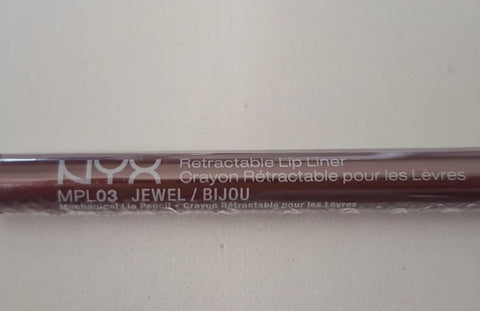 NYX Retractable Lip Liner
Crayon Rétractable pour les Lèvres
MPL03 JEWEL / BIJOU
Mechanical Lip Pencil • Crayon Rétractable pour les Lèvres